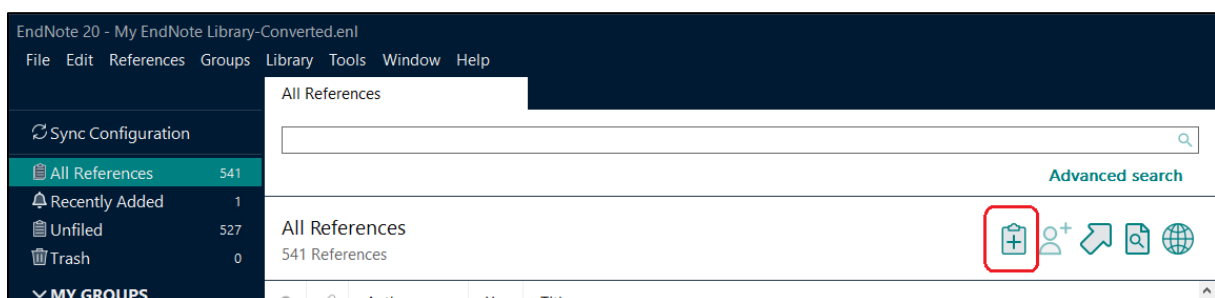 EndNote 20 - My EndNote Library-Converted.enl
File Edit References Groups Library Tools Window Help
All References
Sync Configuration
All References 541
Advanced search
Recently Added 1
Unfiled 527
Trash 0
All References
541 References
MY GROUPS